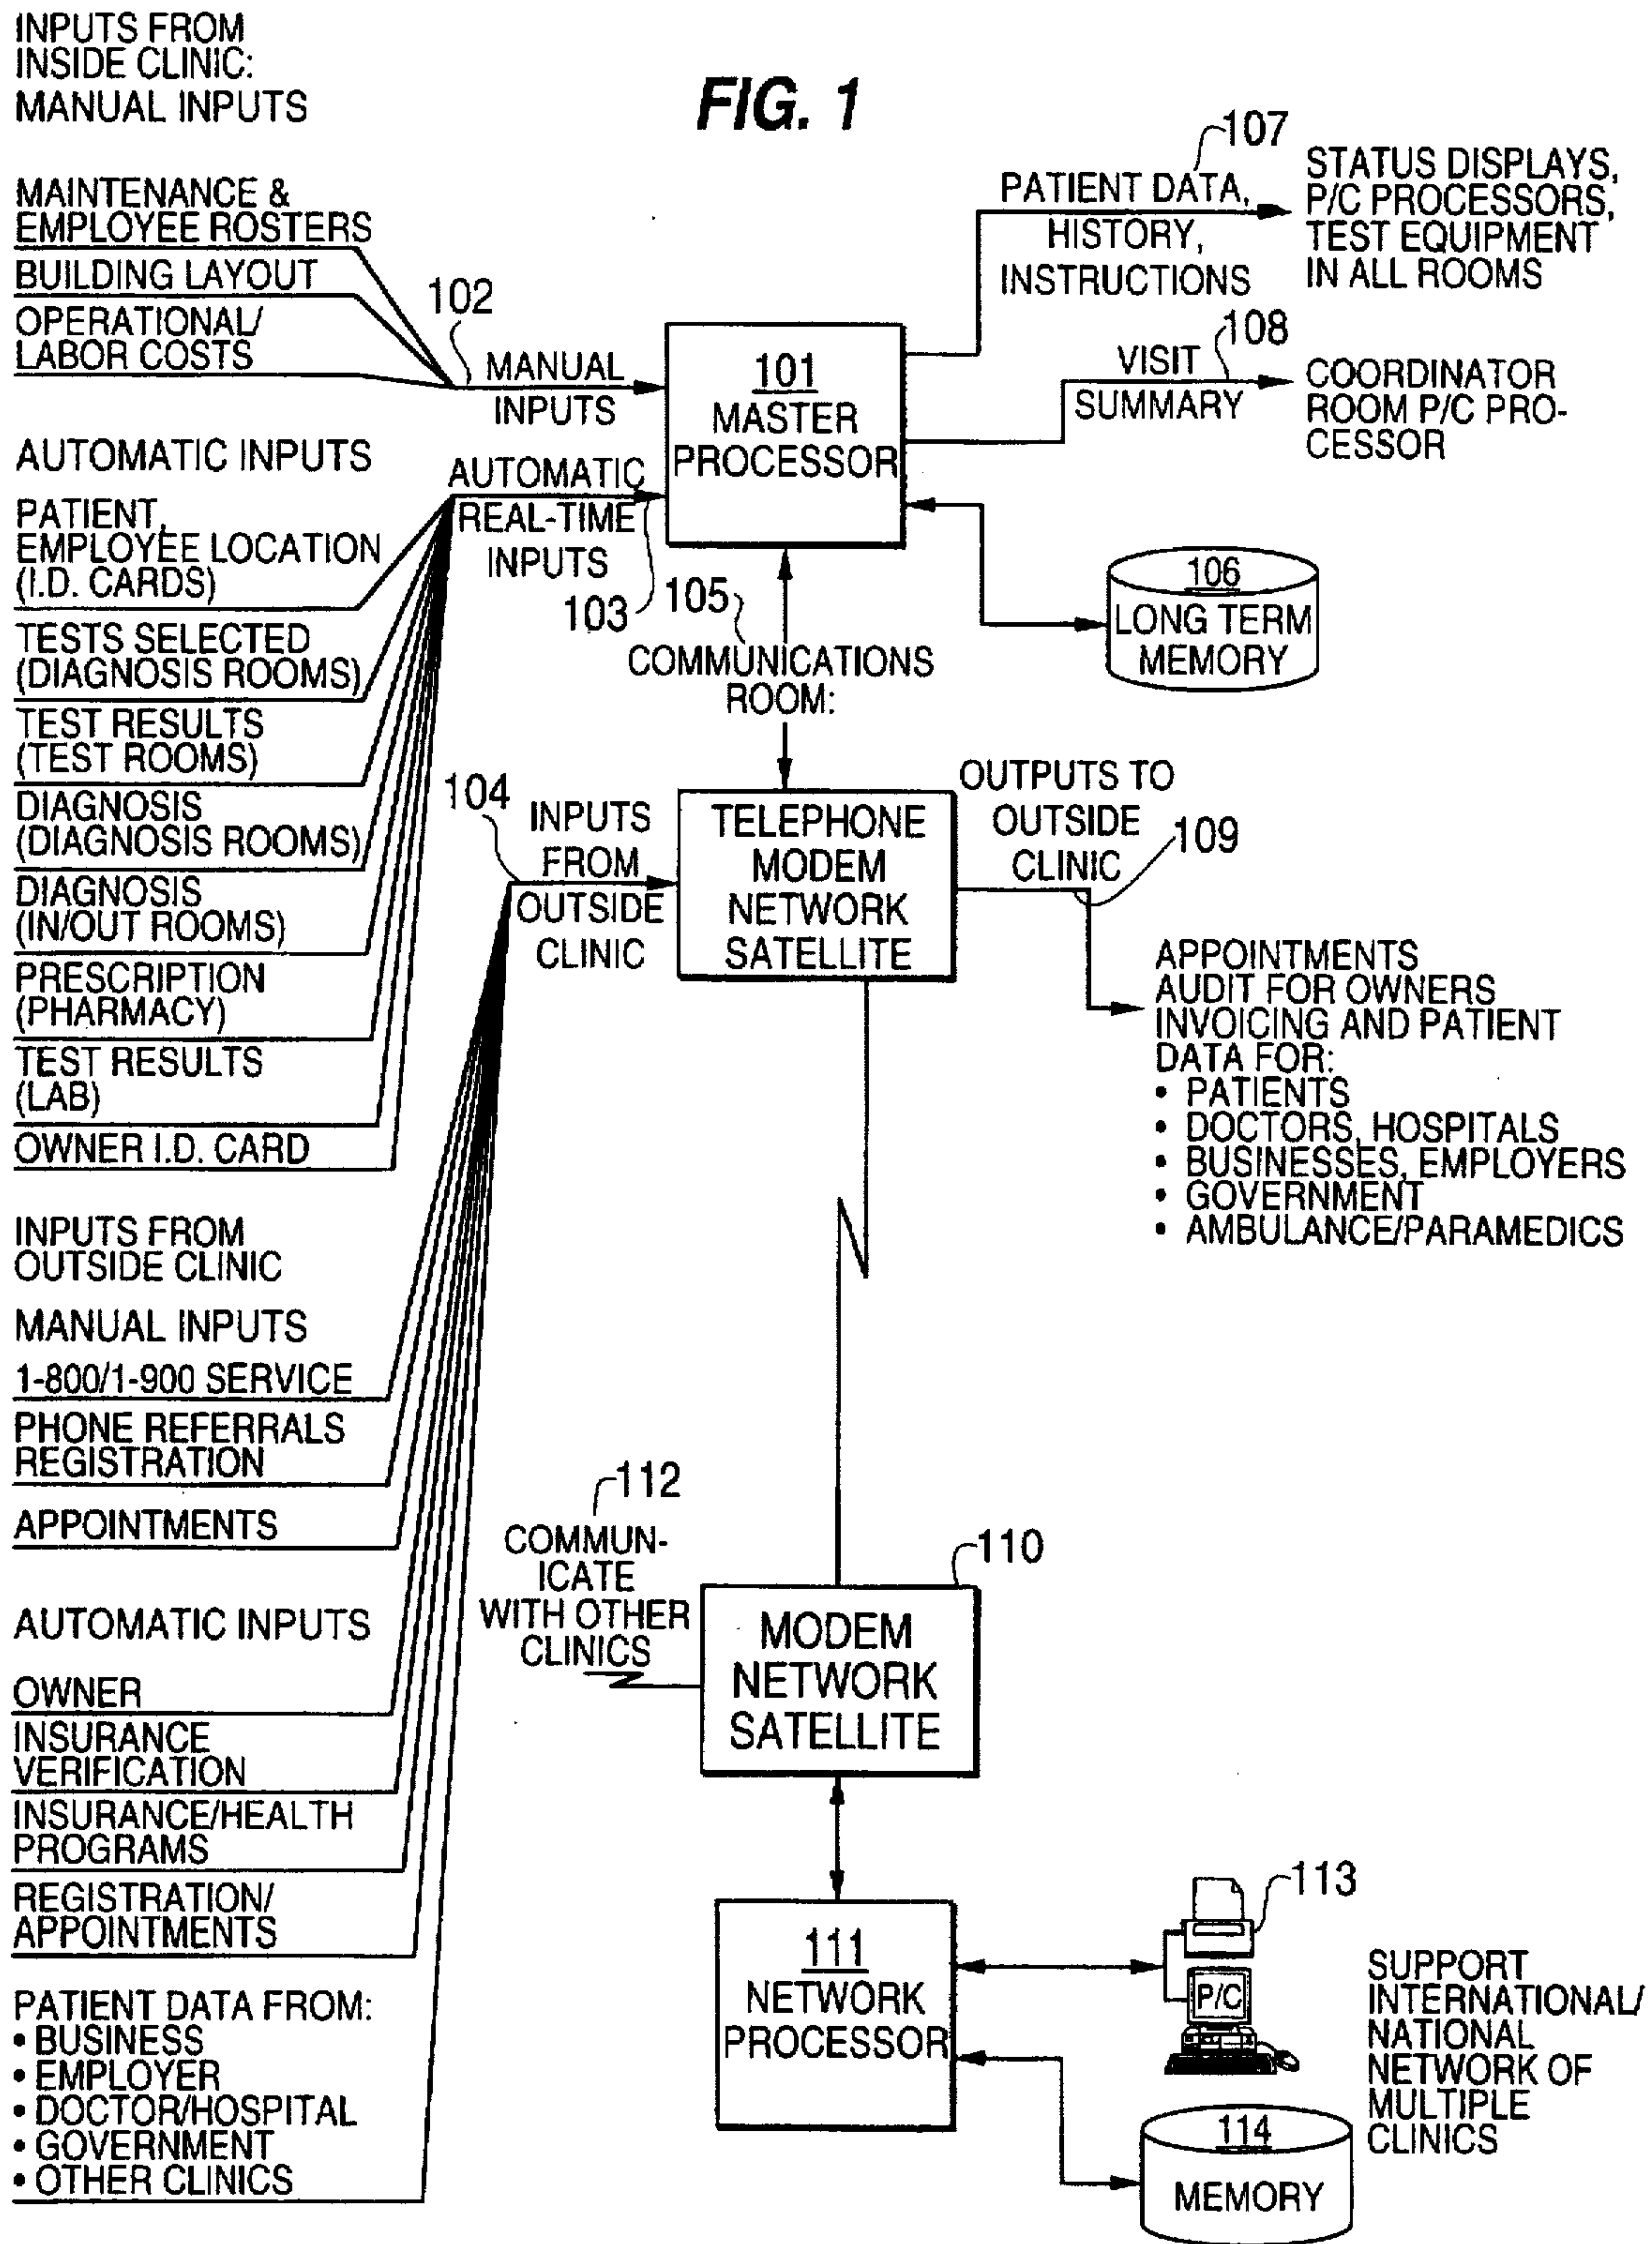 INPUTS FROM
INSIDE CLINIC:
MANUAL INPUTS
FIG. 1
MAINTENANCE &
EMPLOYEE ROSTERS
BUILDING LAYOUT
OPERATIONAL/
LABOR COSTS
102
MANUAL
INPUTS
101
MASTER
PROCESSOR
107
PATIENT DATA,
HISTORY,
INSTRUCTIONS
STATUS DISPLAYS,
P/C PROCESSORS,
TEST EQUIPMENT
IN ALL ROOMS
108
VISIT
SUMMARY
COORDINATOR
ROOM P/C PRO-
CESSOR
AUTOMATIC INPUTS
PATIENT,
EMPLOYEE LOCATION
(I.D. CARDS)
TESTS SELECTED
(DIAGNOSIS ROOMS)
TEST RESULTS
(TEST ROOMS)
DIAGNOSIS
(DIAGNOSIS ROOMS)
DIAGNOSIS
(IN/OUT ROOMS)
PRESCRIPTION
(PHARMACY)
TEST RESULTS
(LAB)
OWNER I.D. CARD
AUTOMATIC
REAL-TIME
INPUTS
103
105
COMMUNICATIONS
ROOM:
106
LONG TERM
MEMORY
104
INPUTS
FROM
OUTSIDE
CLINIC
TELEPHONE
MODEM
NETWORK
SATELLITE
OUTPUTS TO
OUTSIDE
CLINIC
109
APPOINTMENTS
AUDIT FOR OWNERS
INVOICING AND PATIENT
DATA FOR:
• PATIENTS
• DOCTORS, HOSPITALS
• BUSINESSES, EMPLOYERS
• GOVERNMENT
• AMBULANCE/PARAMEDICS
INPUTS FROM
OUTSIDE CLINIC
MANUAL INPUTS
1-800/1-900 SERVICE
PHONE REFERRALS
REGISTRATION
APPOINTMENTS
AUTOMATIC INPUTS
OWNER
INSURANCE
VERIFICATION
INSURANCE/HEALTH
PROGRAMS
REGISTRATION/
APPOINTMENTS
PATIENT DATA FROM:
• BUSINESS
• EMPLOYER
• DOCTOR/HOSPITAL
• GOVERNMENT
• OTHER CLINICS
112
COMMUN-
ICATE
WITH OTHER
CLINICS
110
MODEM
NETWORK
SATELLITE
111
NETWORK
PROCESSOR
113
P/C
SUPPORT
INTERNATIONAL/
NATIONAL
NETWORK OF
MULTIPLE
CLINICS
114
MEMORY